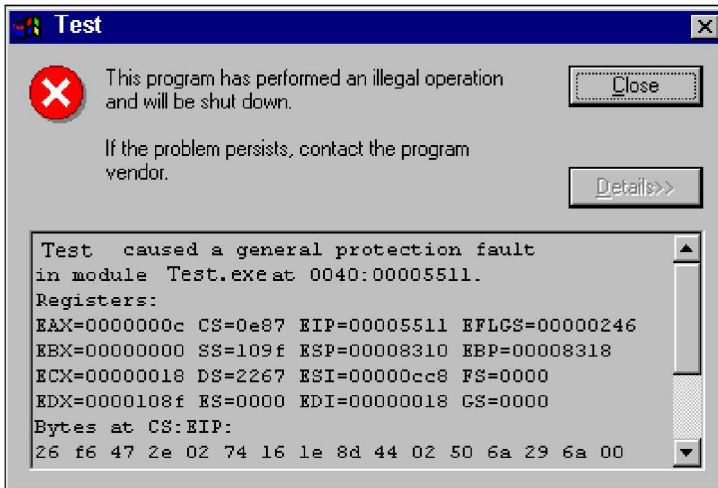 Test
This program has performed an illegal operation
and will be shut down.
Close
If the problem persists, contact the program
vendor.
Details>>
Test caused a general protection fault
in module Test.exe at 0040:00005511.
Registers:
EAX=0000000c CS=0e87 EIP=00005511 EFLGS=00000246
EBX=00000000 SS=109f ESP=00008310 EBP=00008318
ECX=00000018 DS=2267 ESI=00000cc8 FS=0000
EDX=0000108f ES=0000 EDI=00000018 GS=0000
Bytes at CS:EIP:
26 f6 47 2e 02 74 16 1e 8d 44 02 50 6a 29 6a 00